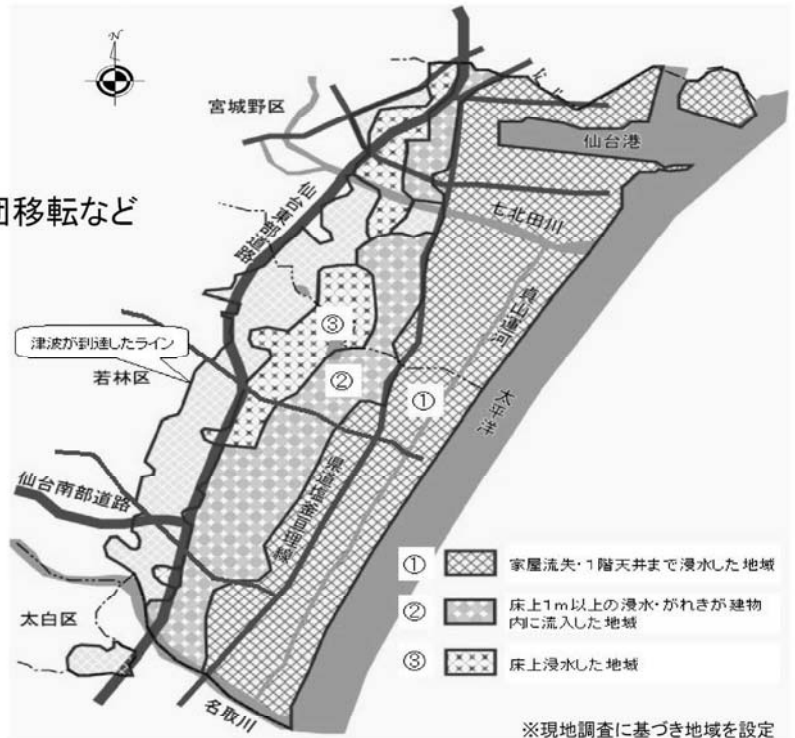 N
宮城野区
仙台港
団移転など
仙台東部道路
七北田川
貞山運河
③
津波が到達したライン
②
若林区
①
太平洋
仙台南部道路
県道塩釜亘理線
① 家屋流失・1階天井まで浸水した地域
② 床上1m以上の浸水・がれきが建物
内に流入した地域
太白区
③ 床上浸水した地域
名取川
※現地調査に基づき地域を設定